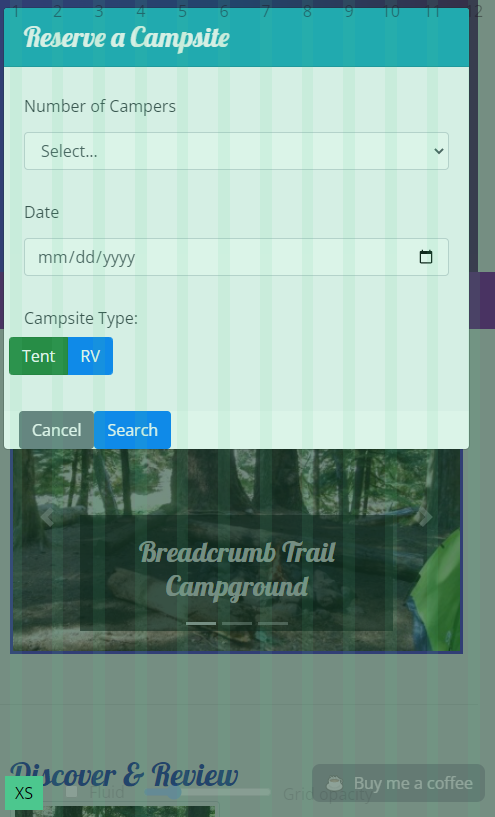 1 2 3 4 5 6 7 8 9 10 11 12
Reserve a Campsite
Number of Campers
Select...
Date
mm/dd/yyyy
Campsite Type:
Tent RV
Cancel Search
Breadcrumb Trail
Campground
Discover & Review
XS Fluid Grid opacity
Buy me a coffee